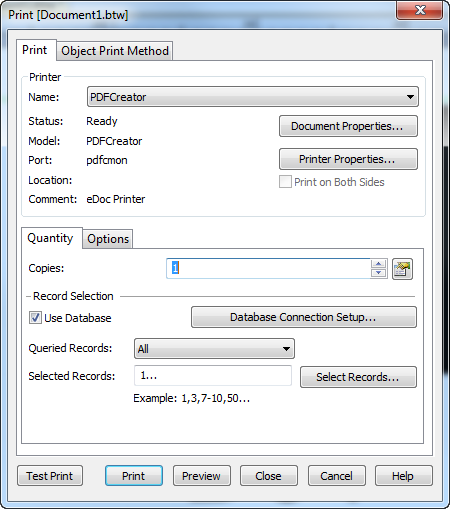 Print [Document1.btw]
Print Object Print Method
Printer
Name: PDFCreator
Status: Ready
Document Properties...
Model: PDFCreator
Port: pdfcmon
Printer Properties...
Location:
Print on Both Sides
Comment: eDoc Printer
Quantity Options
Copies: 1
Record Selection
Use Database Database Connection Setup...
Queried Records: All
Selected Records: 1... Select Records...
Example: 1,3,7-10,50...
Test Print Print Preview Close Cancel Help